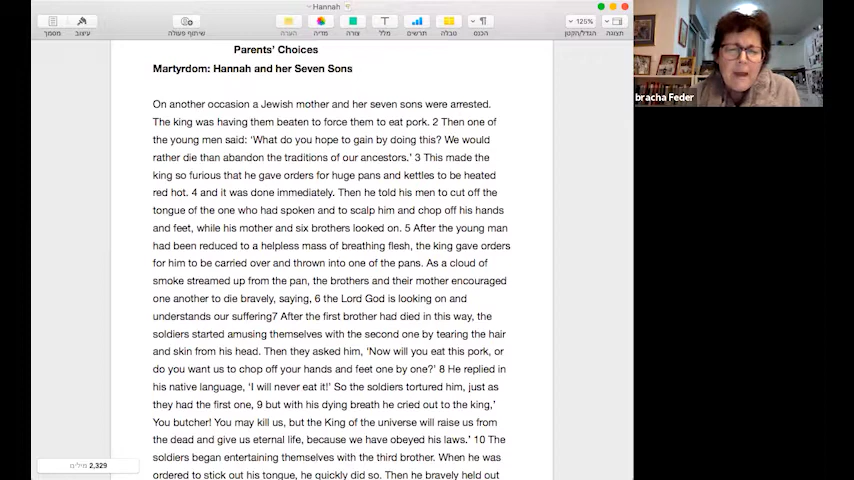 Hannah
125%
מסמך
עיצוב
שיתוף פעולה
הערה
מדיה
צורה
מלל
תרשים
טבלה
הכנס
הגדל/הקטן
תצוגה
Parents’ Choices
Martyrdom: Hannah and her Seven Sons
On another occasion a Jewish mother and her seven sons were arrested.
The king was having them beaten to force them to eat pork. 2 Then one of
the young men said: ‘What do you hope to gain by doing this? We would
rather die than abandon the traditions of our ancestors.’ 3 This made the
king so furious that he gave orders for huge pans and kettles to be heated
red hot. 4 and it was done immediately. Then he told his men to cut off the
tongue of the one who had spoken and to scalp him and chop off his hands
and feet, while his mother and six brothers looked on. 5 After the young man
had been reduced to a helpless mass of breathing flesh, the king gave orders
for him to be carried over and thrown into one of the pans. As a cloud of
smoke streamed up from the pan, the brothers and their mother encouraged
one another to die bravely, saying, 6 the Lord God is looking on and
understands our suffering7 After the first brother had died in this way, the
soldiers started amusing themselves with the second one by tearing the hair
and skin from his head. Then they asked him, ‘Now will you eat this pork, or
do you want us to chop off your hands and feet one by one?’ 8 He replied in
his native language, ‘I will never eat it!’ So the soldiers tortured him, just as
they had the first one, 9 but with his dying breath he cried out to the king,’
You butcher! You may kill us, but the King of the universe will raise us from
the dead and give us eternal life, because we have obeyed his laws.’ 10 The
soldiers began entertaining themselves with the third brother. When he was
ordered to stick out his tongue, he quickly did so. Then he bravely held out
2,329 מילים
bracha Feder